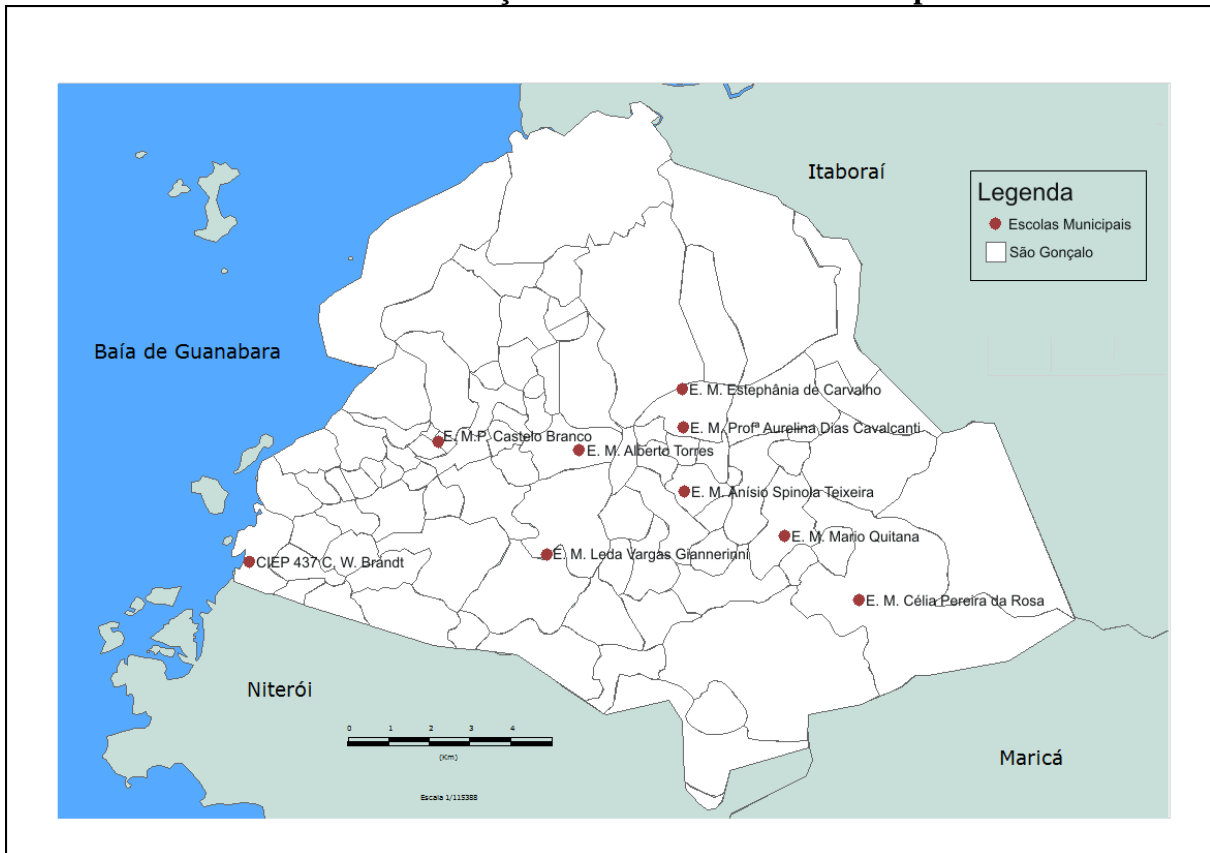 Itaboraí
Legenda
Escolas Municipais
São Gonçalo
Baía de Guanabara
E. M. Estephânia de Carvalho
E. M. Profª Aurelina Dias Cavalcanti
E. M.P. Castelo Branco
E. M. Alberto Torres
E. M. Anísio Spinola Teixeira
E. M. Mario Quitana
E. M. Leda Vargas Giannerinni
CIEP 437 C. W. Brandt
E. M. Célia Pereira da Rosa
Niterói
0 1 2 3 4
(Km)
Maricá
Escala 1/115388